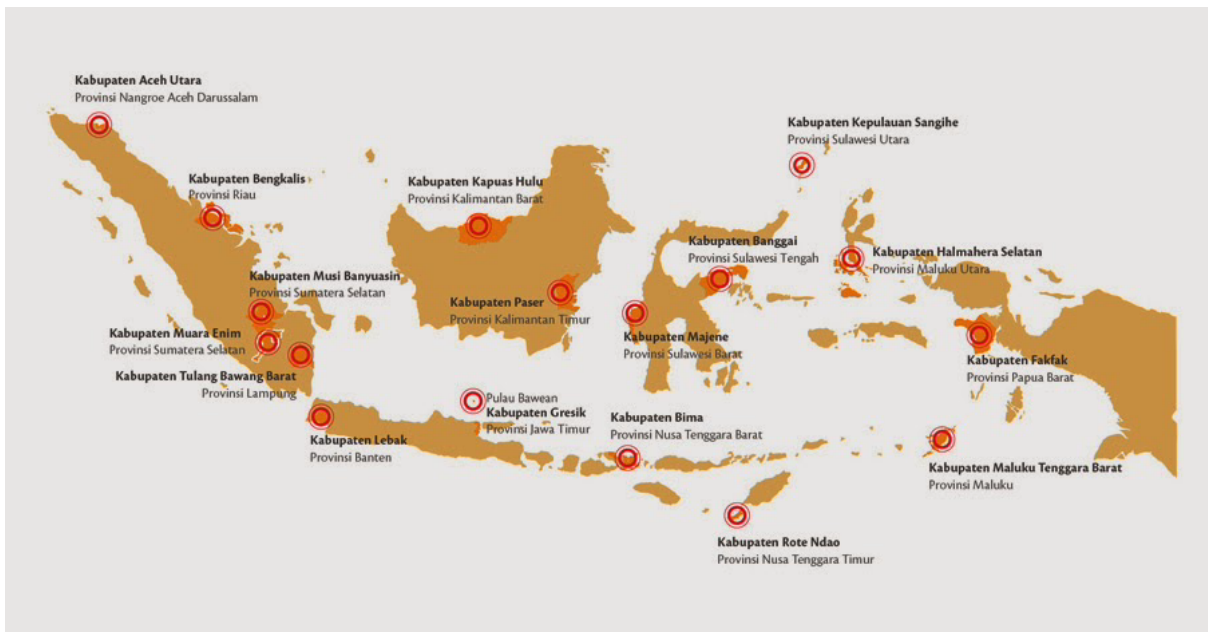 Kabupaten Aceh Utara
Provinsi Nangroe Aceh Darussalam
Kabupaten Kepulauan Sangihe
Provinsi Sulawesi Utara
Kabupaten Bengkalis
Provinsi Riau
Kabupaten Kapuas Hulu
Provinsi Kalimantan Barat
Kabupaten Banggai
Provinsi Sulawesi Tengah
Kabupaten Halmahera Selatan
Provinsi Maluku Utara
Kabupaten Musi Banyuasin
Provinsi Sumatera Selatan
Kabupaten Paser
Provinsi Kalimantan Timur
Kabupaten Muara Enim
Provinsi Sumatera Selatan
Kabupaten Majene
Provinsi Sulawesi Barat
Kabupaten Fakfak
Provinsi Papua Barat
Kabupaten Tulang Bawang Barat
Provinsi Lampung
Pulau Bawean
Kabupaten Gresik
Provinsi Jawa Timur
Kabupaten Bima
Provinsi Nusa Tenggara Barat
Kabupaten Lebak
Provinsi Banten
Kabupaten Maluku Tenggara Barat
Provinsi Maluku
Kabupaten Rote Ndao
Provinsi Nusa Tenggara Timur